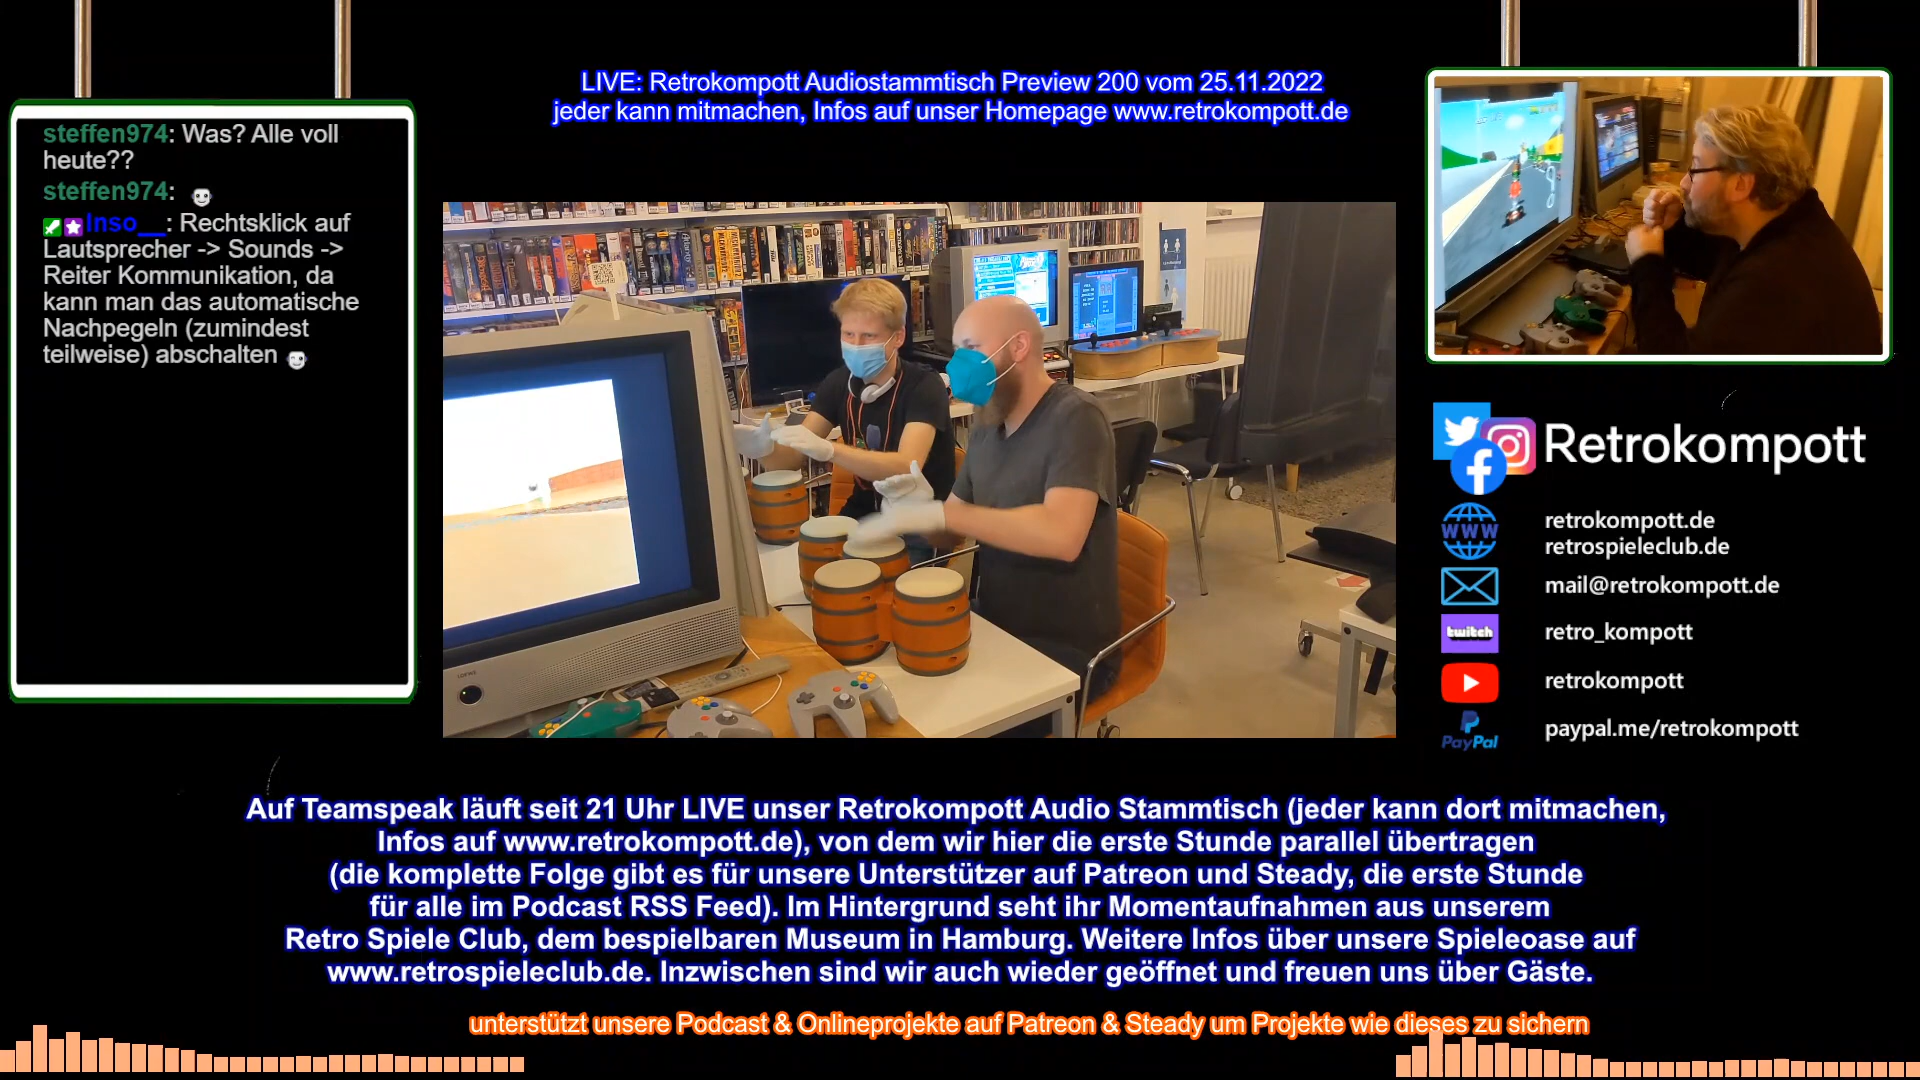 LIVE: Retrokompott Audiostammtisch Preview 200 vom 25.11.2022
jeder kann mitmachen, Infos auf unser Homepage www.retrokompott.de
steffen974: Was? Alle voll
heute??
steffen974:
Inso__: Rechtsklick auf
Lautsprecher -> Sounds ->
Reiter Kommunikation, da
kann man das automatische
Nachpegeln (zumindest
teilweise) abschalten
Retrokompott
WWW
retrokompott.de
retrospieleclub.de
mail@retrokompott.de
twitch
retro_kompott
retrokompott
PayPal
paypal.me/retrokompott
Auf Teamspeak läuft seit 21 Uhr LIVE unser Retrokompott Audio Stammtisch (jeder kann dort mitmachen,
Infos auf www.retrokompott.de), von dem wir hier die erste Stunde parallel übertragen
(die komplette Folge gibt es für unsere Unterstützer auf Patreon und Steady, die erste Stunde
für alle im Podcast RSS Feed). Im Hintergrund seht ihr Momentaufnahmen aus unserem
Retro Spiele Club, dem bespielbaren Museum in Hamburg. Weitere Infos über unsere Spieleoase auf
www.retrospieleclub.de. Inzwischen sind wir auch wieder geöffnet und freuen uns über Gäste.
unterstützt unsere Podcast & Onlineprojekte auf Patreon & Steady um Projekte wie dieses zu sichern